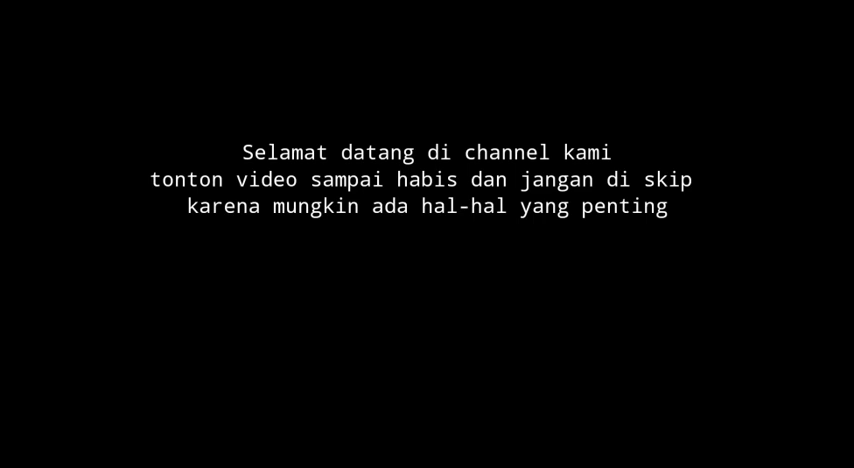 Selamat datang di channel kami
tonton video sampai habis dan jangan di skip
karena mungkin ada hal-hal yang penting